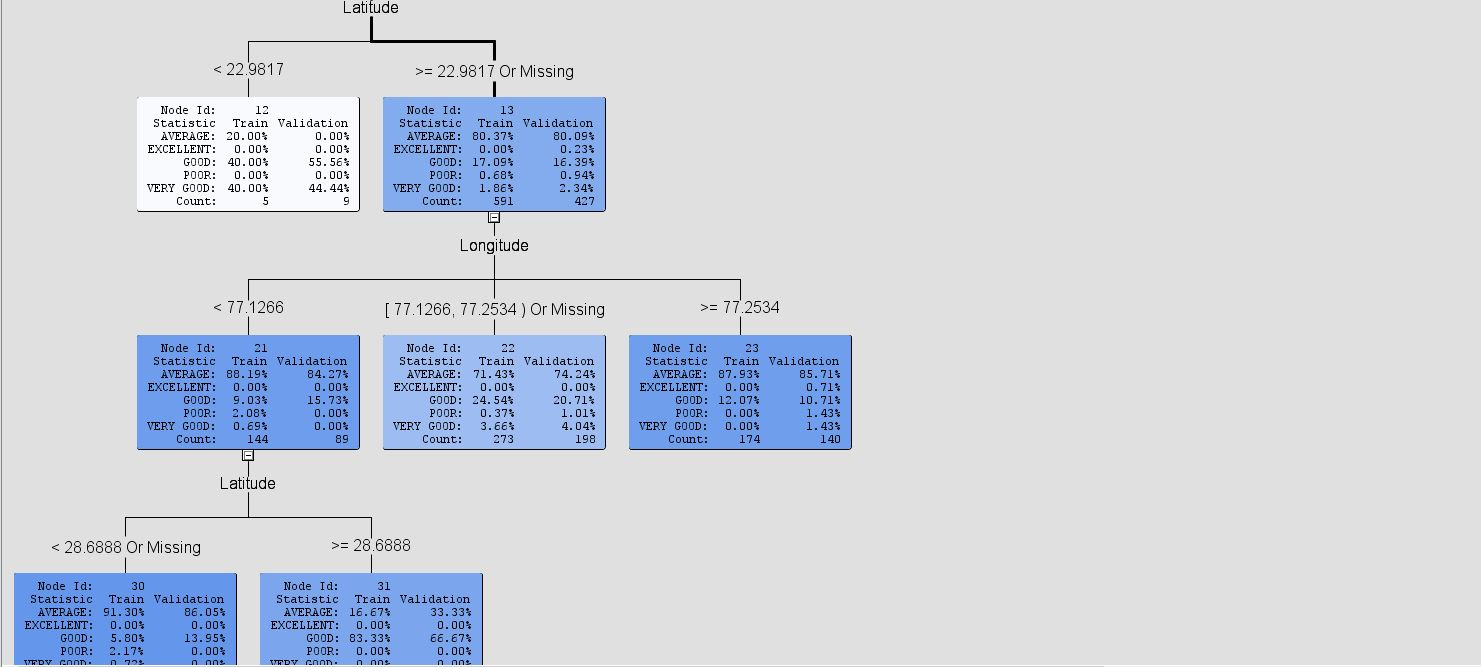 Latitude
< 22.9817
>= 22.9817 Or Missing
Node Id: 12
Statistic Train Validation
AVERAGE: 20.00% 0.00%
EXCELLENT: 0.00% 0.00%
GOOD: 40.00% 55.56%
POOR: 0.00% 0.00%
VERY GOOD: 40.00% 44.44%
Count: 5 9
Node Id: 13
Statistic Train Validation
AVERAGE: 80.37% 80.09%
EXCELLENT: 0.00% 0.23%
GOOD: 17.09% 16.39%
POOR: 0.68% 0.94%
VERY GOOD: 1.86% 2.34%
Count: 591 427
Longitude
< 77.1266
[ 77.1266, 77.2534 ) Or Missing
>= 77.2534
Node Id: 21
Statistic Train Validation
AVERAGE: 88.19% 84.27%
EXCELLENT: 0.00% 0.00%
GOOD: 9.03% 15.73%
POOR: 2.08% 0.00%
VERY GOOD: 0.69% 0.00%
Count: 144 89
Node Id: 22
Statistic Train Validation
AVERAGE: 71.43% 74.24%
EXCELLENT: 0.00% 0.00%
GOOD: 24.54% 20.71%
POOR: 0.37% 1.01%
VERY GOOD: 3.66% 4.04%
Count: 273 198
Node Id: 23
Statistic Train Validation
AVERAGE: 87.93% 85.71%
EXCELLENT: 0.00% 0.71%
GOOD: 12.07% 10.71%
POOR: 0.00% 1.43%
VERY GOOD: 0.00% 1.43%
Count: 174 140
Latitude
< 28.6888 Or Missing
>= 28.6888
Node Id: 30
Statistic Train Validation
AVERAGE: 91.30% 86.05%
EXCELLENT: 0.00% 0.00%
GOOD: 5.80% 13.95%
POOR: 2.17% 0.00%
VERY GOOD: 0.72% 0.00%
Node Id: 31
Statistic Train Validation
AVERAGE: 16.67% 33.33%
EXCELLENT: 0.00% 0.00%
GOOD: 83.33% 66.67%
POOR: 0.00% 0.00%
VERY GOOD: 0.00% 0.00%